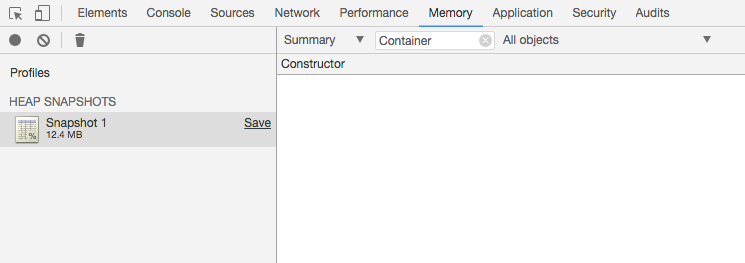 Elements Console Sources Network Performance Memory Application Security Audits
Summary Container All objects
Profiles
Constructor
HEAP SNAPSHOTS
Snapshot 1 Save
12.4 MB
%